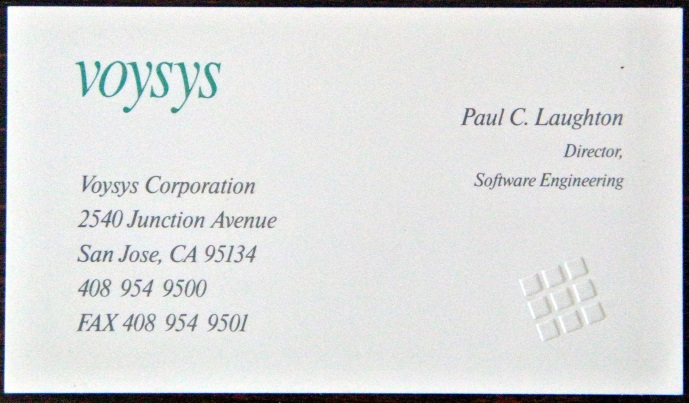 voysys
Paul C. Laughton
Director,
Software Engineering
Voysys Corporation
2540 Junction Avenue
San Jose, CA 95134
408 954 9500
FAX 408 954 9501